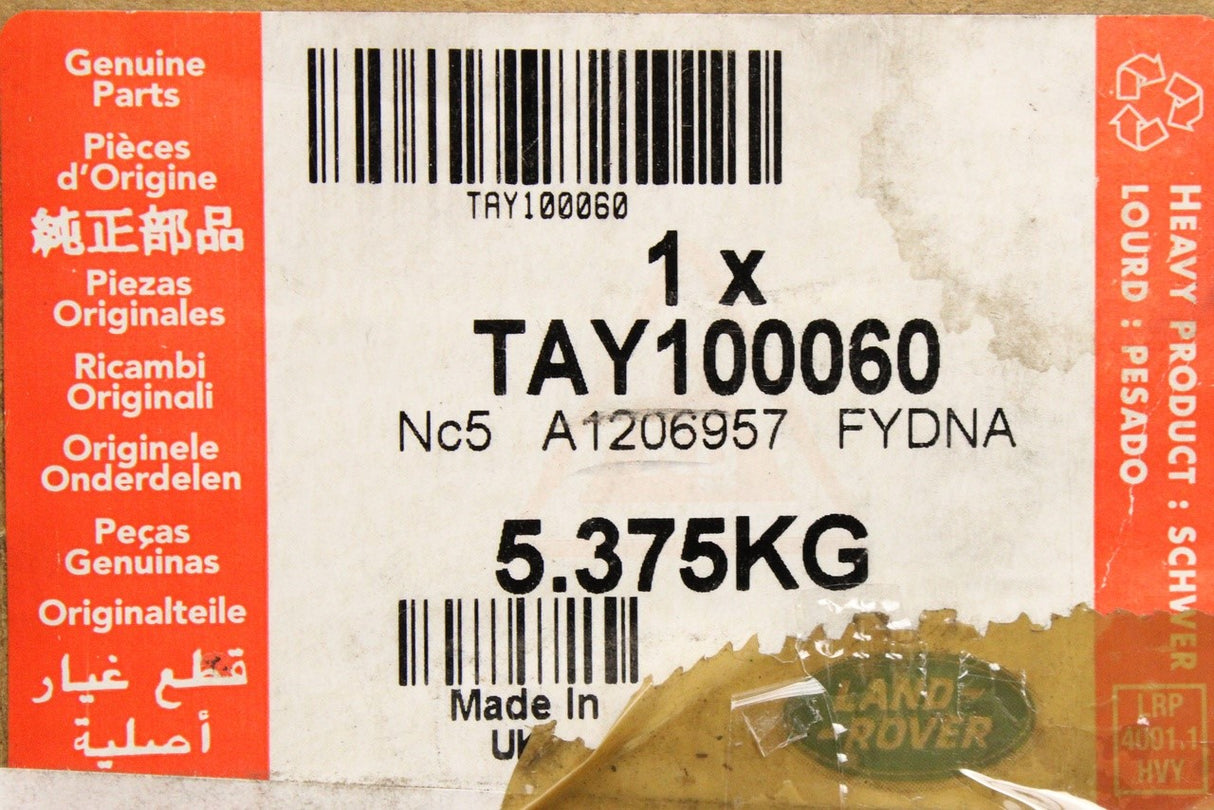 Genuine
Parts
Pièces
d'Origine
純正部品
Piezas
Originales
Ricambi
Originali
Originele
Onderdelen
Peças
Genuinas
Originalteile
قطع غيار
أصلية
TAY100060
1 x
TAY100060
Nc5 A1206957 FYDNA
5.375KG
Made In
LAND-
ROVER
HEAVY PRODUCT : SCHWER
LOURD : PESADO
LRP
4001.1
HVY